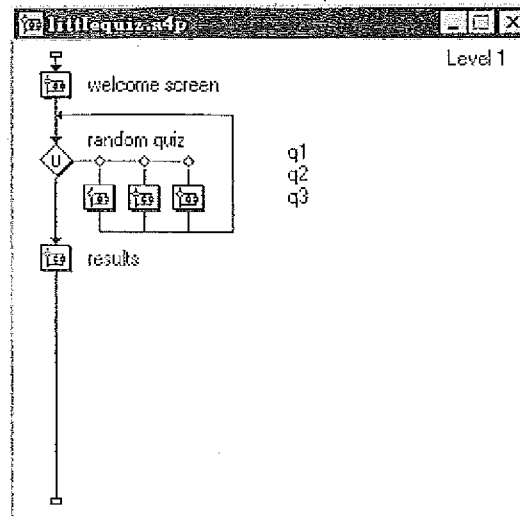 littlequiz.a4p
Level 1
welcome screen
random quiz
U
q1
q2
q3
results